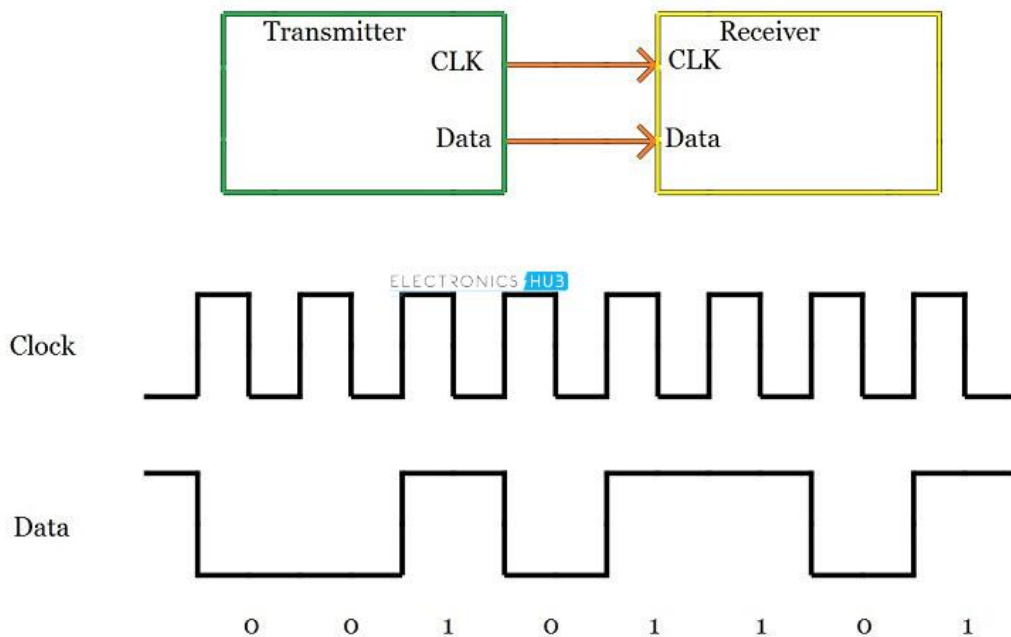 Transmitter
Receiver
CLK
CLK
Data
Data
ELECTRONICS HUB
Clock
Data
0 0 1 0 1 1 0 1